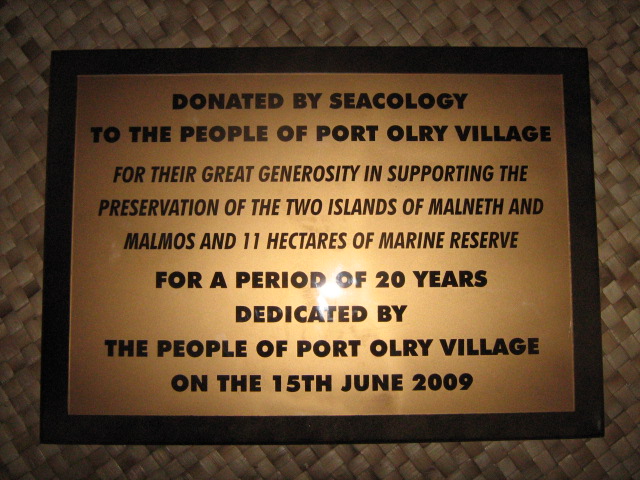 DONATED BY SEACOLOGY
TO THE PEOPLE OF PORT OLRY VILLAGE
FOR THEIR GREAT GENEROSITY IN SUPPORTING THE
PRESERVATION OF THE TWO ISLANDS OF MALNETH AND
MALMOS AND 11 HECTARES OF MARINE RESERVE
FOR A PERIOD OF 20 YEARS
DEDICATED BY
THE PEOPLE OF PORT OLRY VILLAGE
ON THE 15TH JUNE 2009